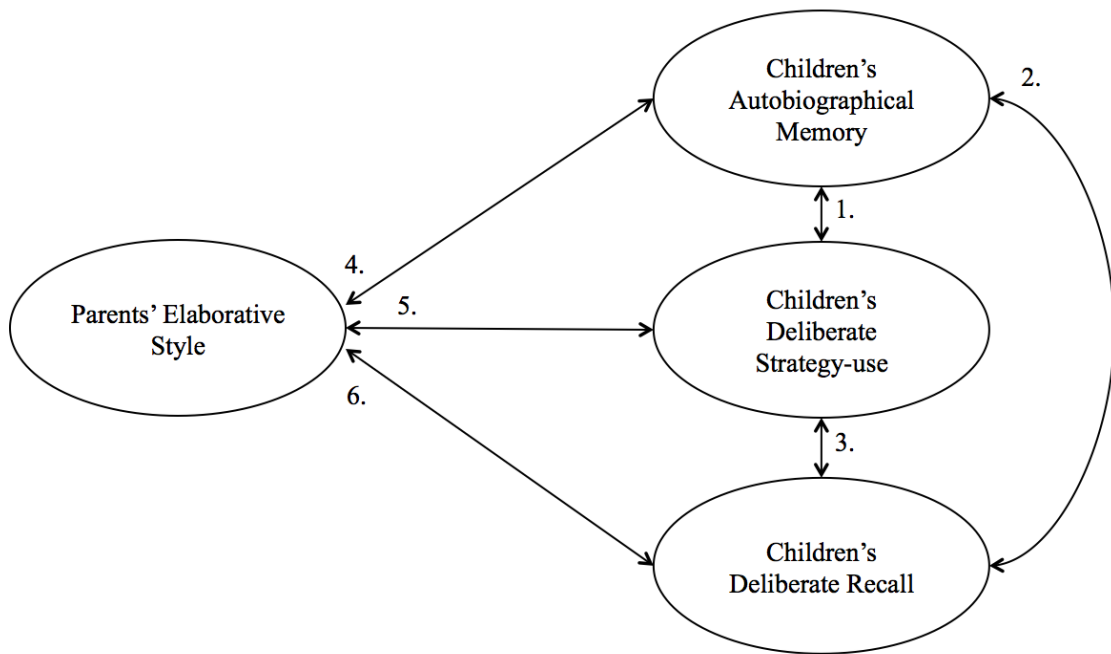 Children’s
Autobiographical
Memory
2.
1.
4.
5.
Parents’ Elaborative
Style
Children’s
Deliberate
Strategy-use
6.
3.
Children’s
Deliberate Recall